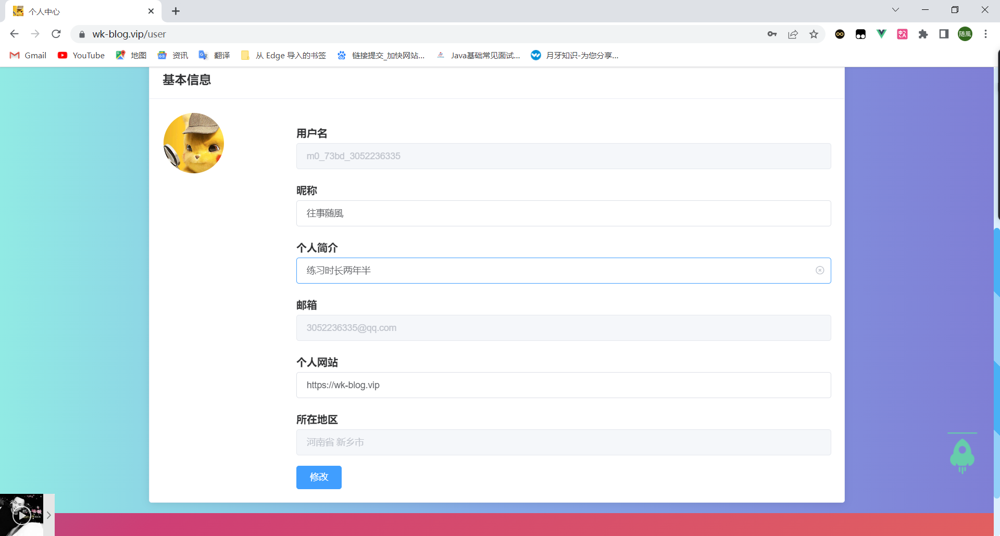 个人中心
wk-blog.vip/user
随風
Gmail
YouTube
地图
资讯
翻译
从 Edge 导入的书签
链接提交_加快网站...
Java基础常见面试...
月牙知识-为您分享...
基本信息
用户名
m0_73bd_3052236335
昵称
往事随風
个人简介
练习时长两年半
邮箱
3052236335@qq.com
个人网站
https://wk-blog.vip
所在地区
河南省 新乡市
修改